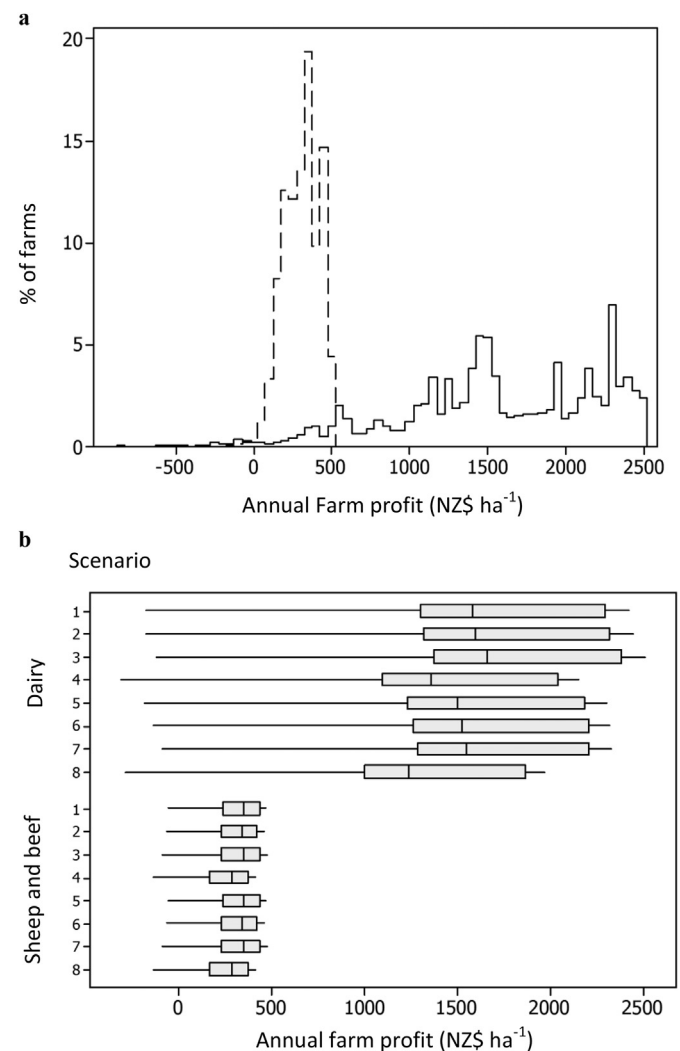 a
20
15
10
5
0
% of farms
-500 0 500 1000 1500 2000 2500
Annual Farm profit (NZ$ ha-1)
b
Scenario
Dairy
1
2
3
4
5
6
7
8
Sheep and beef
1
2
3
4
5
6
7
8
0 500 1000 1500 2000 2500
Annual farm profit (NZ$ ha-1)